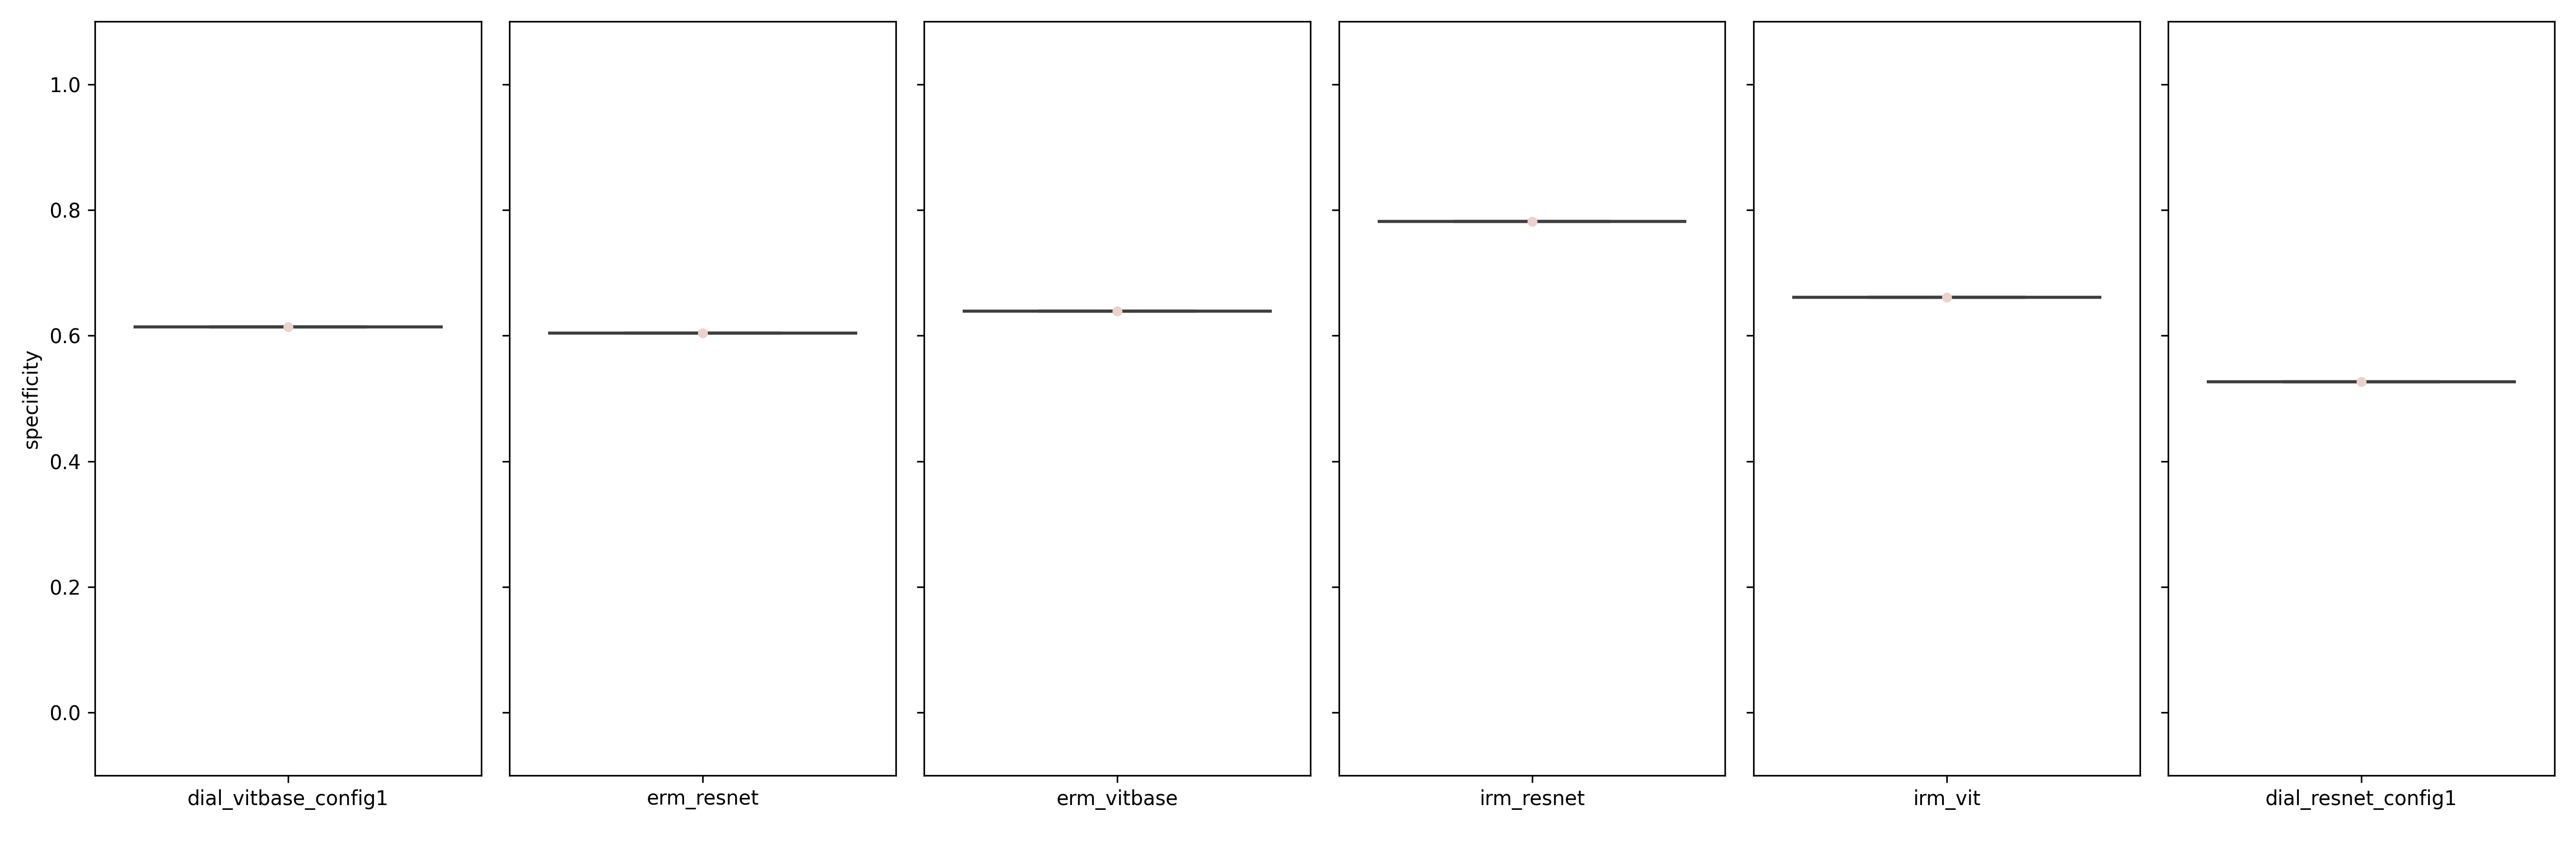 specificity
1.0
0.8
0.6
0.4
0.2
0.0
dial_vitbase_config1
erm_resnet
erm_vitbase
irm_resnet
irm_vit
dial_resnet_config1